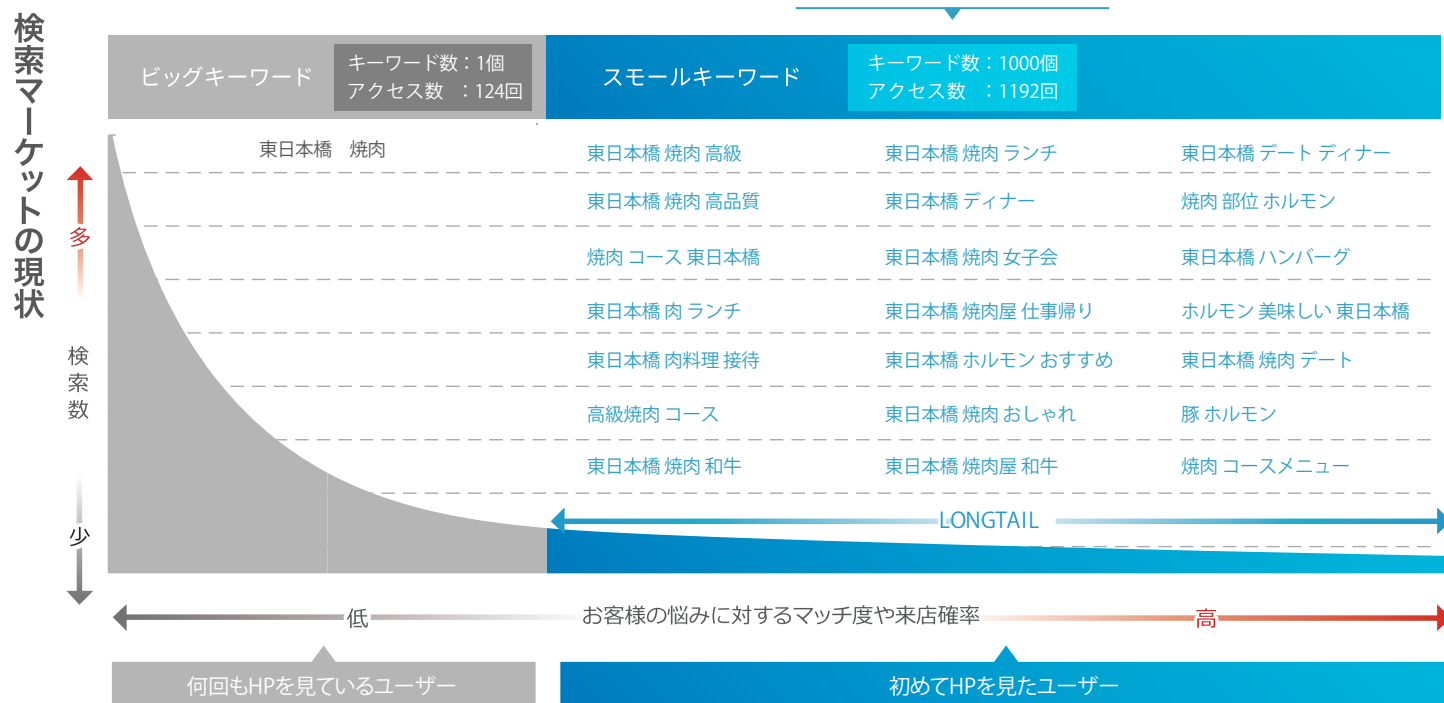 検索マーケットの現状
ビッグキーワード
キーワード数：1個
アクセス数 ：124回
スモールキーワード
キーワード数：1000個
アクセス数 ：1192回
東日本橋 焼肉
東日本橋 焼肉 高級
東日本橋 焼肉 ランチ
東日本橋 デート ディナー
東日本橋 焼肉 高品質
東日本橋 ディナー
焼肉 部位 ホルモン
焼肉 コース 東日本橋
東日本橋 焼肉 女子会
東日本橋 ハンバーグ
東日本橋 肉 ランチ
東日本橋 焼肉屋 仕事帰り
ホルモン 美味しい 東日本橋
東日本橋 肉料理 接待
東日本橋 ホルモン おすすめ
東日本橋 焼肉 デート
高級焼肉 コース
東日本橋 焼肉 おしゃれ
豚 ホルモン
東日本橋 焼肉 和牛
東日本橋 焼肉屋 和牛
焼肉 コースメニュー
多
検索数
少
LONGTAIL
低
お客様の悩みに対するマッチ度や来店確率
高
何回もHPを見ているユーザー
初めてHPを見たユーザー